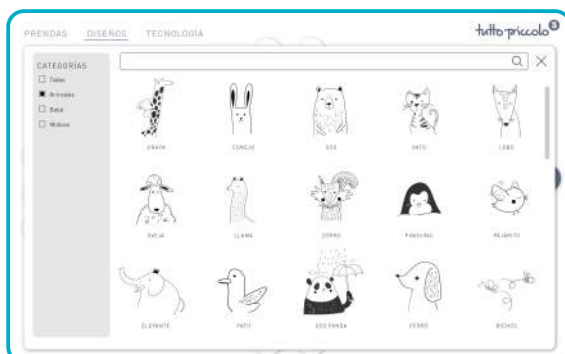 PRENDAS DISEÑOS TECNOLOGÍA
tutto-piccolo
CATEGORÍAS
Todas
Animales
Bebé
Motivos
JIRAFA CONEJO OSO GATO LOBO
OVEJA LLAMA ZORRO PINGÜINO PAJARITO
ELEFANTE PATO OSO PANDA PERRO BICHOS